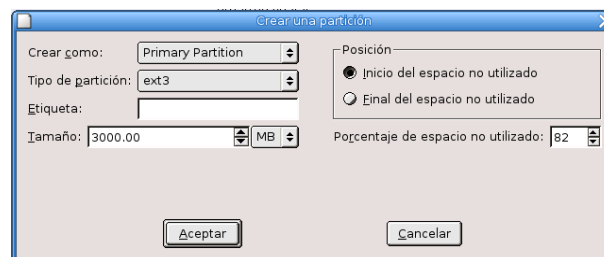 Crear una partición
Crear como: Primary Partition
Posición
Inicio del espacio no utilizado
Tipo de partición: ext3
Final del espacio no utilizado
Etiqueta:
Tamaño: 3000.00 MB
Porcentaje de espacio no utilizado: 82
Aceptar
Cancelar